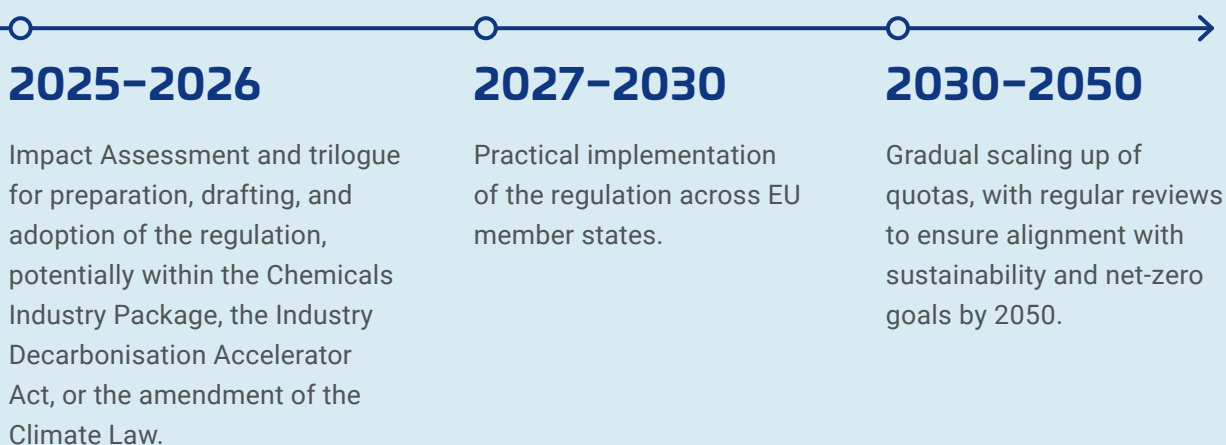 2025–2026
Impact Assessment and trilogue
for preparation, drafting, and
adoption of the regulation,
potentially within the Chemicals
Industry Package, the Industry
Decarbonisation Accelerator
Act, or the amendment of the
Climate Law.
2027–2030
Practical implementation
of the regulation across EU
member states.
2030–2050
Gradual scaling up of
quotas, with regular reviews
to ensure alignment with
sustainability and net-zero
goals by 2050.